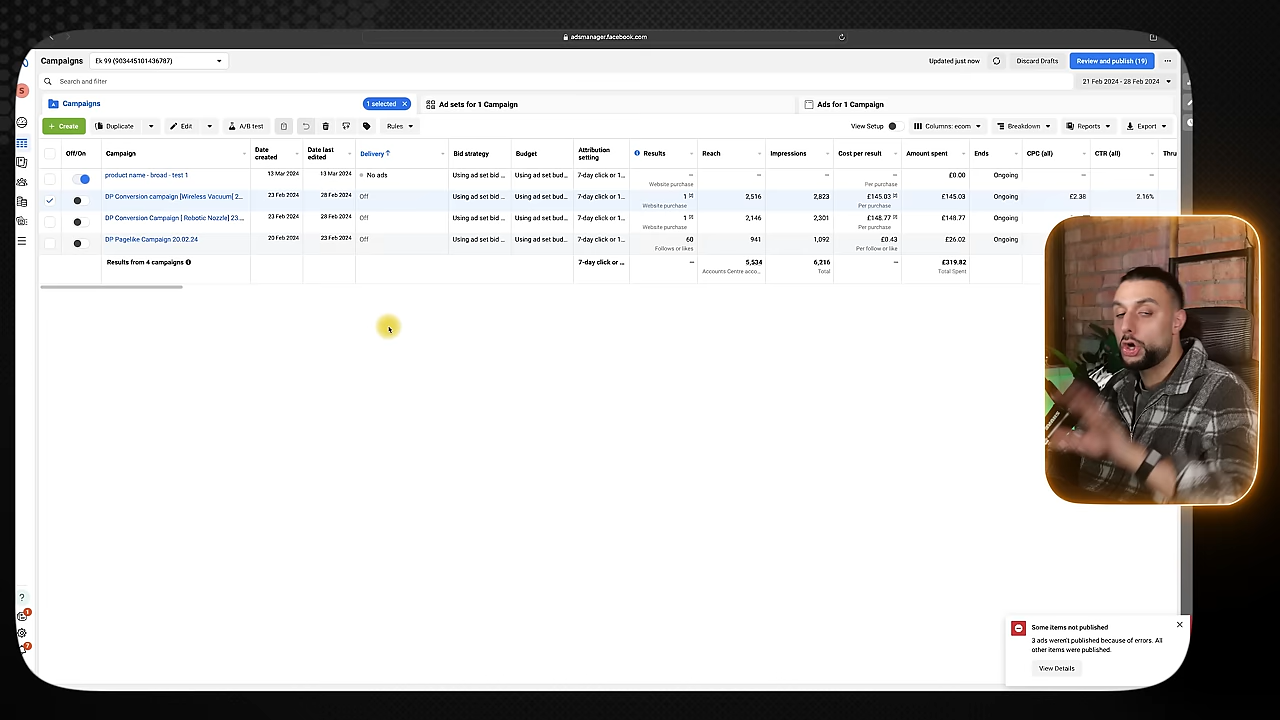 adsmanager.facebook.com
Campaigns Ek 99 (903445101436787) Updated just now Discard Drafts Review and publish (19)
S
Search and filter 21 Feb 2024 - 28 Feb 2024
Campaigns 1 selected Ad sets for 1 Campaign Ads for 1 Campaign
+ Create Duplicate Edit A/B test Rules View Setup Columns: ecom Breakdown Reports Export
Off/On Campaign Date created Date last edited Delivery ↑ Bid strategy Budget Attribution setting Results Reach Impressions Cost per result Amount spent Ends CPC (all) CTR (all) Thru
product name - broad - test 1 13 Mar 2024 13 Mar 2024 No ads Using ad set bid ... Using ad set bud... 7-day click or 1... – – – – £0.00 Ongoing – –
Website purchase Per purchase
DP Conversion campaign [Wireless Vacuum] 2... 23 Feb 2024 28 Feb 2024 Off Using ad set bid ... Using ad set bud... 7-day click or 1... 1 2,516 2,823 £145.03 £145.03 Ongoing £2.38 2.16%
Website purchase Per purchase
DP Conversion Campaign | Robotic Nozzle| 23 ... 23 Feb 2024 28 Feb 2024 Off Using ad set bid ... Using ad set bud... 7-day click or 1... 1 2,146 2,301 £148.77 £148.77 Ongoing
Website purchase Per purchase
DP Pagelike Campaign 20.02.24 20 Feb 2024 23 Feb 2024 Off Using ad set bid ... Using ad set bud... 7-day click or 1... 60 941 1,092 £0.43 £26.02 Ongoing
Follows or likes Per follow or like
Results from 4 campaigns 7-day click or ... – 5,534 6,216 – £319.82
Accounts Centre acco... Total Total Spent
Some items not published
3 ads weren't published because of errors. All
other items were published.
View Details